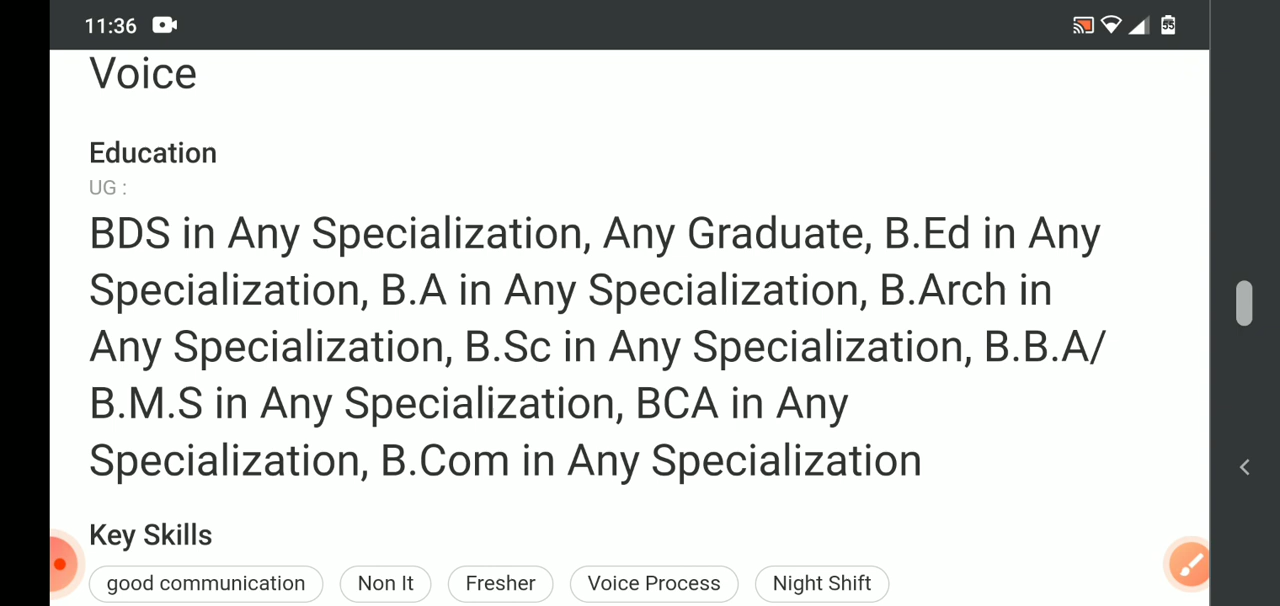 11:36
55
Voice
Education
UG :
BDS in Any Specialization, Any Graduate, B.Ed in Any
Specialization, B.A in Any Specialization, B.Arch in
Any Specialization, B.Sc in Any Specialization, B.B.A/
B.M.S in Any Specialization, BCA in Any
Specialization, B.Com in Any Specialization
Key Skills
good communication Non It Fresher Voice Process Night Shift